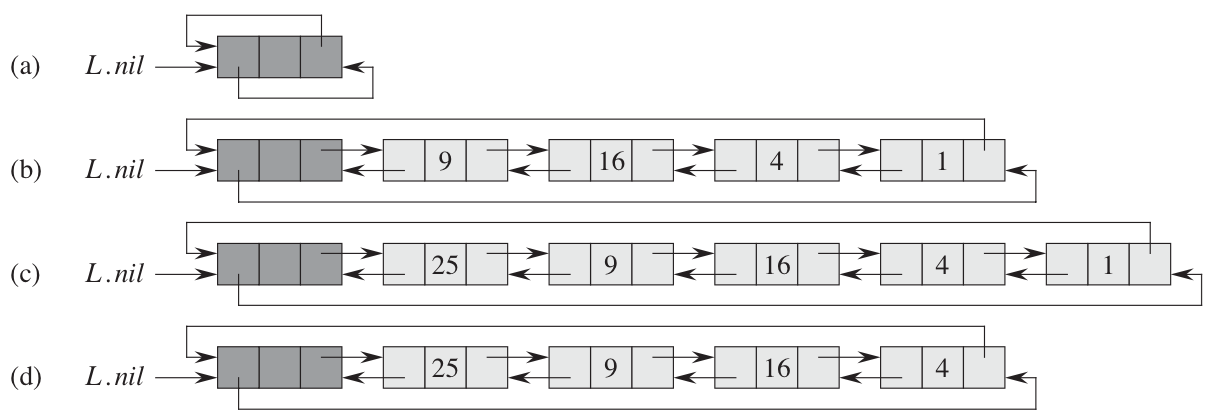 (a) L.nil
(b) L.nil 9 16 4 1
(c) L.nil 25 9 16 4 1
(d) L.nil 25 9 16 4